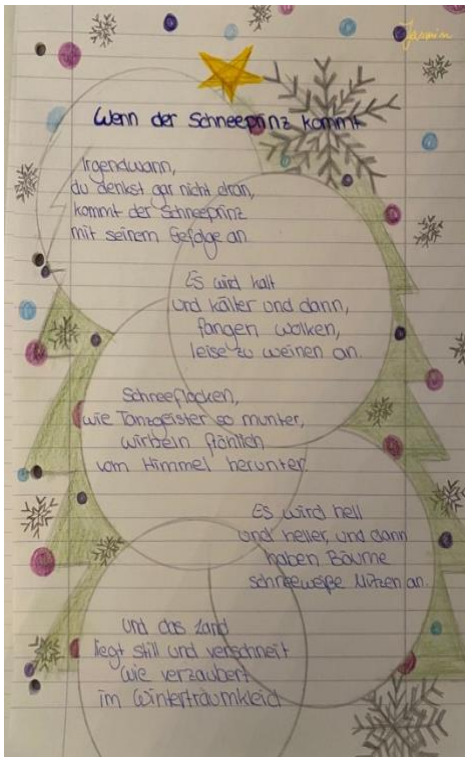 Jasmin
Wenn der Schneeprinz kommt
Irgendwann,
du denkst gar nicht dran,
kommt der Schneeprinz
mit seinem Gefolge an
Es wird kalt
und kälter und dann,
fangen Wolken,
leise zu weinen an.
Schneeflocken,
wie Tanzgeister so munter,
wirbeln fröhlich
vom Himmel herunter.
Es wird hell
und heller, und dann
haben Bäume
schneeweiße Mützen an.
Und das Land
liegt still und verschneit
wie verzaubert
im Winterträumkleid